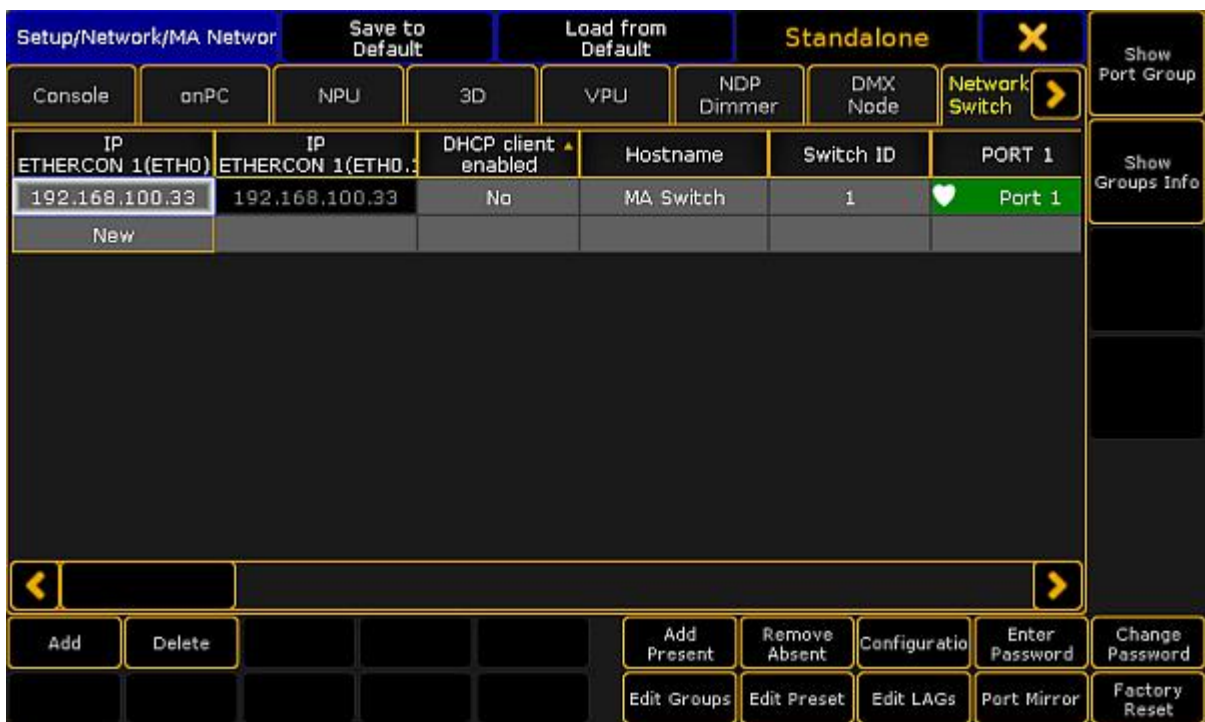 Setup/Network/MA Networ
Save to
Default
Load from
Default
Standalone
Show
Port Group
Console
onPC
NPU
3D
VPU
NDP
Dimmer
DMX
Node
Network
Switch
IP
ETHERCON 1(ETH0)
IP
ETHERCON 1(ETH0.1
DHCP client
enabled
Hostname
Switch ID
PORT 1
Show
Groups Info
192.168.100.33
192.168.100.33
No
MA Switch
1
Port 1
New
Add
Delete
Add
Present
Remove
Absent
Configuratio
Enter
Password
Change
Password
Edit Groups
Edit Preset
Edit LAGs
Port Mirror
Factory
Reset